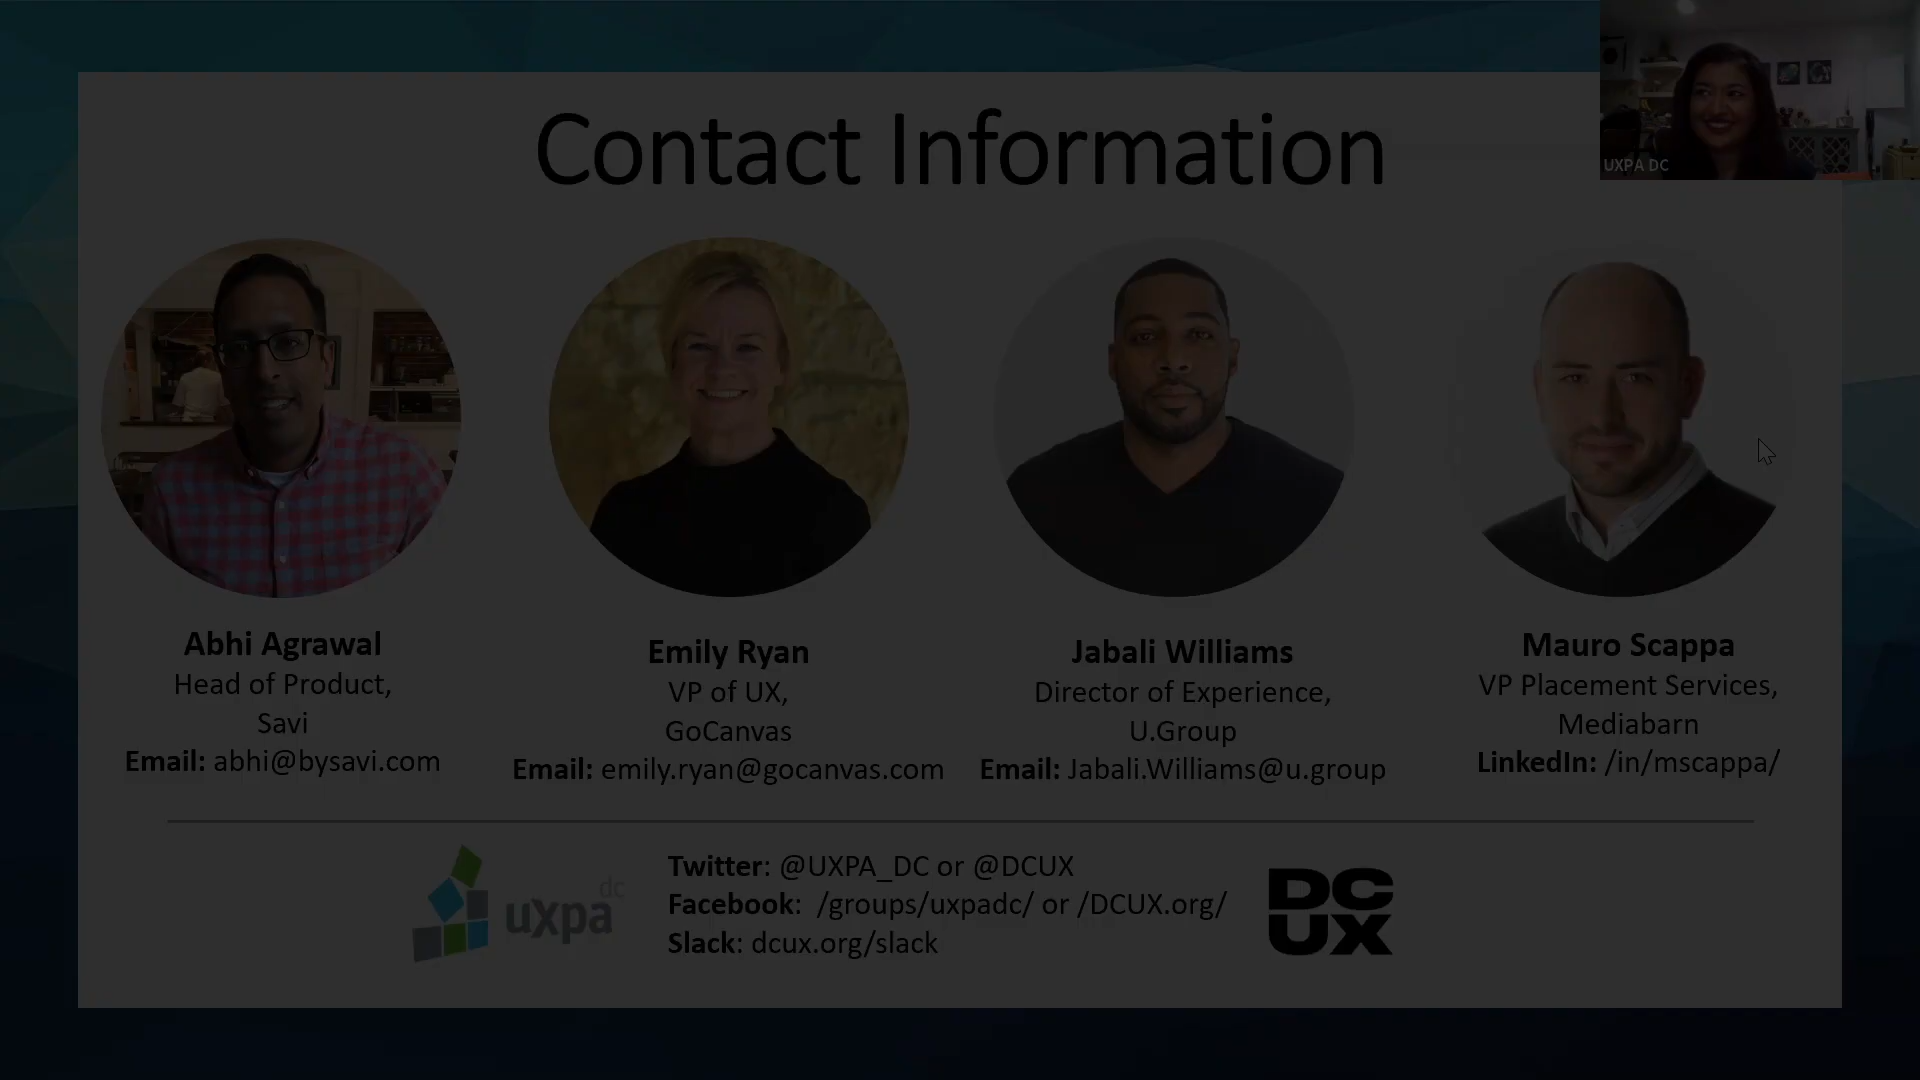 Contact Information
UXPA DC
Abhi Agrawal
Head of Product,
Savi
Email: abhi@bysavi.com
Emily Ryan
VP of UX,
GoCanvas
Email: emily.ryan@gocanvas.com
Jabali Williams
Director of Experience,
U.Group
Email: Jabali.Williams@u.group
Mauro Scappa
VP Placement Services,
Mediabarn
LinkedIn: /in/mscappa/
uxpa dc
Twitter: @UXPA_DC or @DCUX
Facebook: /groups/uxpadc/ or /DCUX.org/
Slack: dcux.org/slack
DC
UX